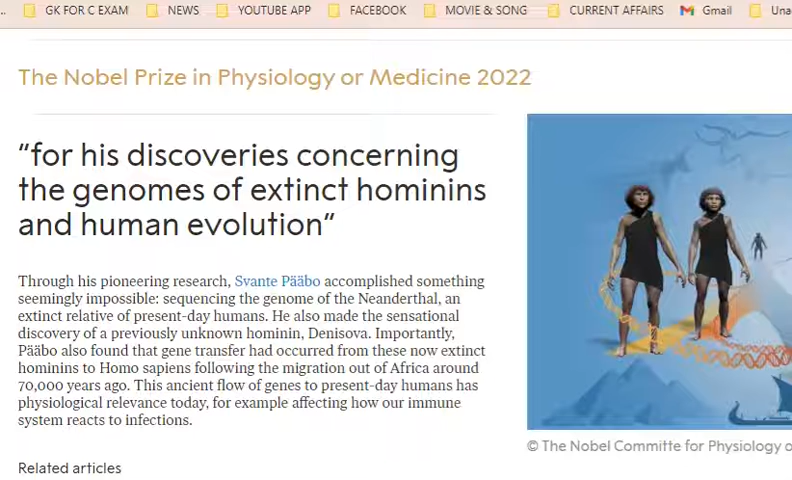 GK FOR C EXAM NEWS YOUTUBE APP FACEBOOK MOVIE & SONG CURRENT AFFAIRS Gmail
The Nobel Prize in Physiology or Medicine 2022
“for his discoveries concerning
the genomes of extinct hominins
and human evolution”
Through his pioneering research, Svante Pääbo accomplished something
seemingly impossible: sequencing the genome of the Neanderthal, an
extinct relative of present-day humans. He also made the sensational
discovery of a previously unknown hominin, Denisova. Importantly,
Pääbo also found that gene transfer had occurred from these now extinct
hominins to Homo sapiens following the migration out of Africa around
70,000 years ago. This ancient flow of genes to present-day humans has
physiological relevance today, for example affecting how our immune
system reacts to infections.
© The Nobel Committe for Physiology o
Related articles